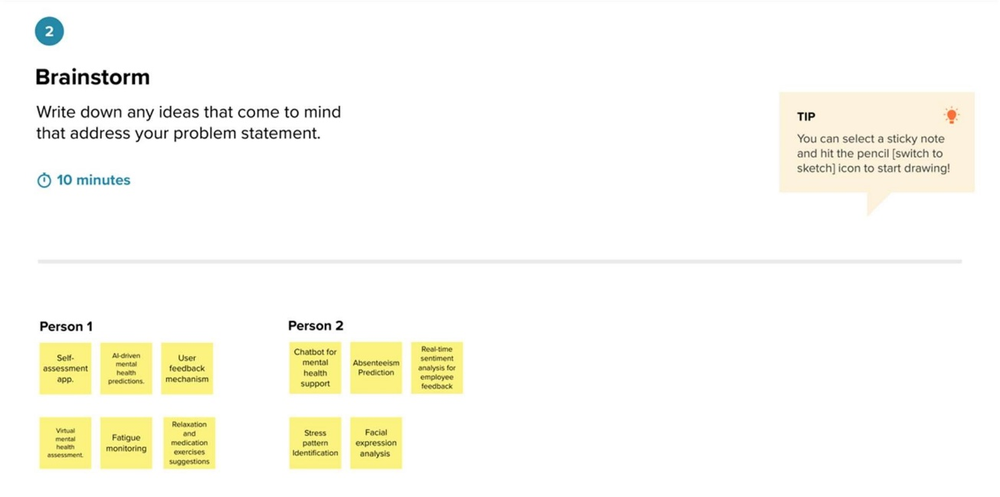 2
Brainstorm
Write down any ideas that come to mind
that address your problem statement.
10 minutes
TIP
You can select a sticky note
and hit the pencil [switch to
sketch] icon to start drawing!
Person 1
Self-
assessment
app.
AI-driven
mental
health
predictions.
User
feedback
mechanism
Virtual
mental
health
assessment.
Fatigue
monitoring
Relaxation
and
medication
exercises
suggestions
Person 2
Chatbot for
mental
health
support
Absenteeism
Prediction
Real-time
sentiment
analysis for
employee
feedback
Stress
pattern
Identification
Facial
expression
analysis